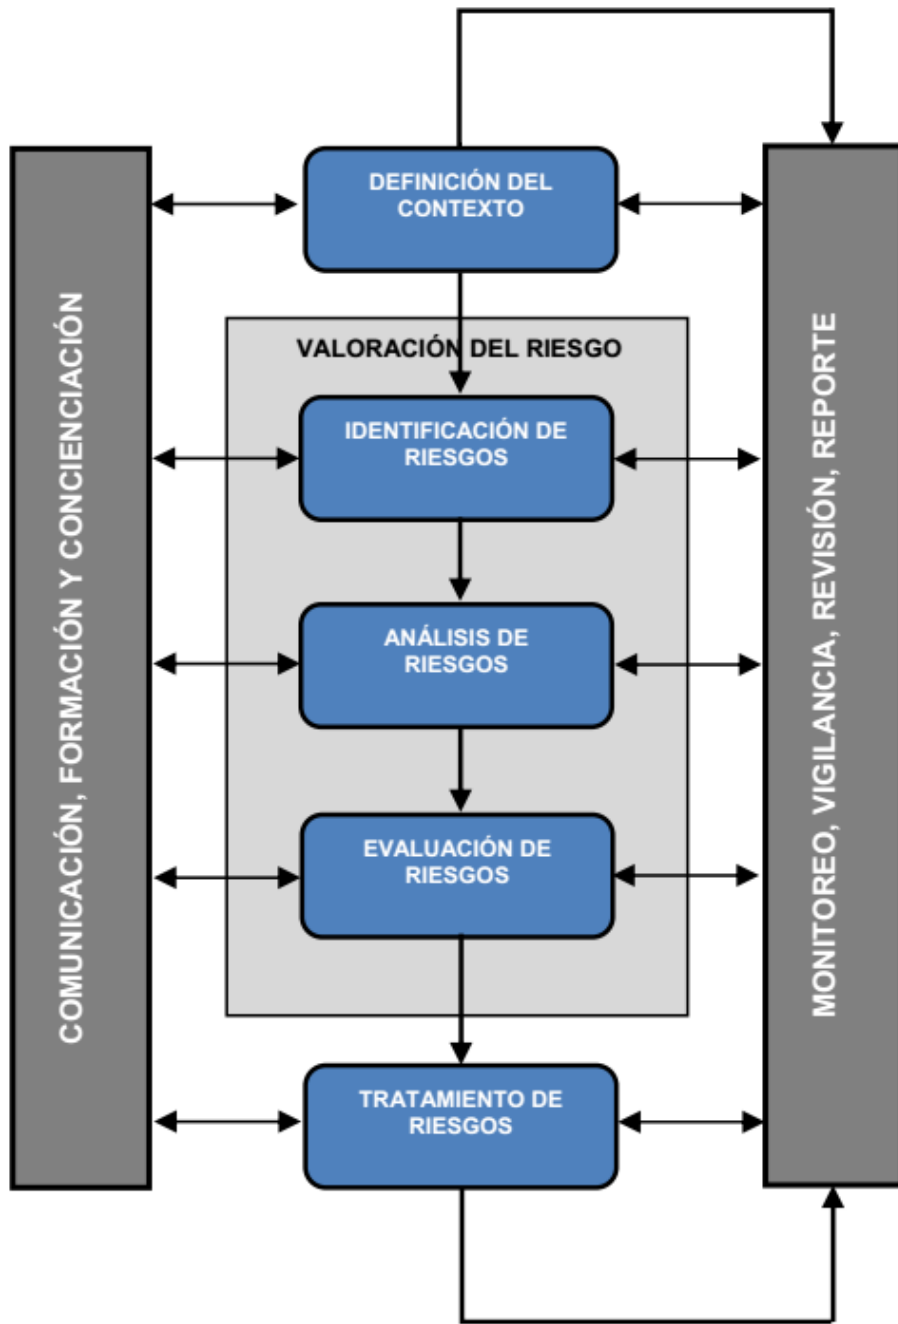 DEFINICIÓN DEL
CONTEXTO
COMUNICACIÓN, FORMACIÓN Y CONCIENCIACIÓN
VALORACIÓN DEL RIESGO
IDENTIFICACIÓN DE
RIESGOS
ANÁLISIS DE
RIESGOS
EVALUACIÓN DE
RIESGOS
TRATAMIENTO DE
RIESGOS
MONITOREO, VIGILANCIA, REVISIÓN, REPORTE